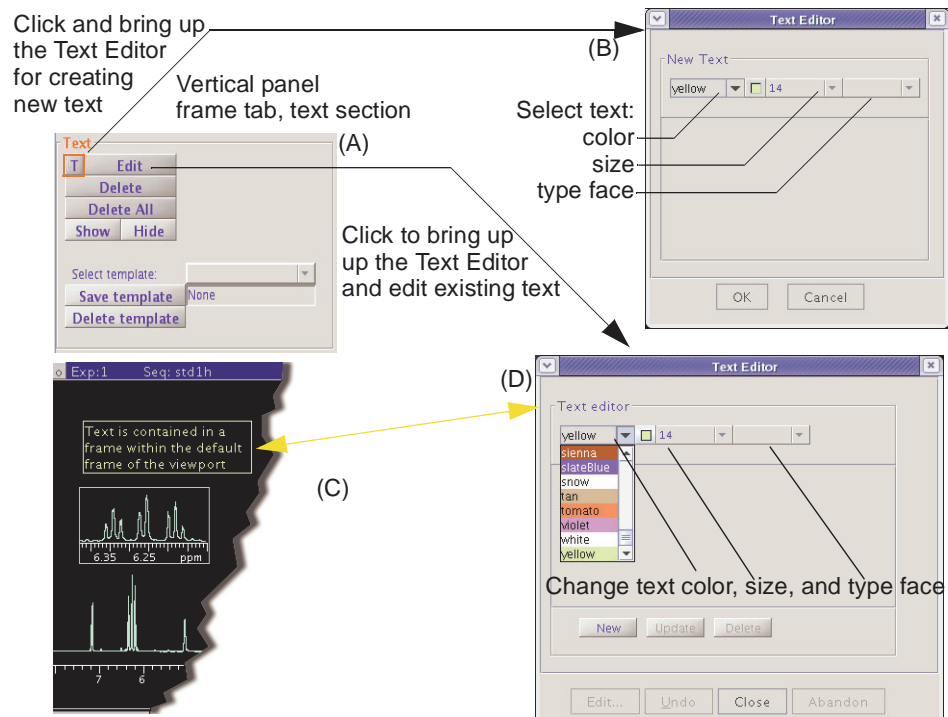 Click and bring up
the Text Editor
for creating
new text
Vertical panel
frame tab, text section
(A)
Text
T Edit
Delete
Delete All
Show Hide
Select template:
Save template None
Delete template
Click to bring up
up the Text Editor
and edit existing text
Text Editor
(B)
New Text
yellow 14
Select text:
color
size
type face
OK Cancel
Exp:1 Seq: std1h
Text is contained in a
frame within the default
frame of the viewport
6.35 6.25 ppm
7 6
(C)
(D)
Text Editor
Text editor
yellow 14
sienna
slateBlue
snow
tan
tomato
violet
white
yellow
Change text color, size, and type face
New Update Delete
Edit... Undo Close Abandon